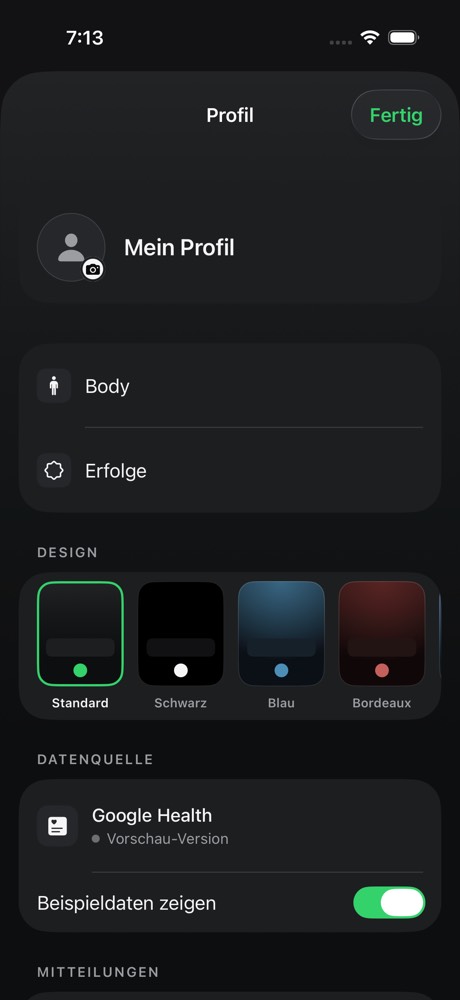 7:13
Profil
Fertig
Mein Profil
Body
Erfolge
DESIGN
Standard
Schwarz
Blau
Bordeaux
DATENQUELLE
Google Health
Vorschau-Version
Beispieldaten zeigen
MITTEILUNGEN